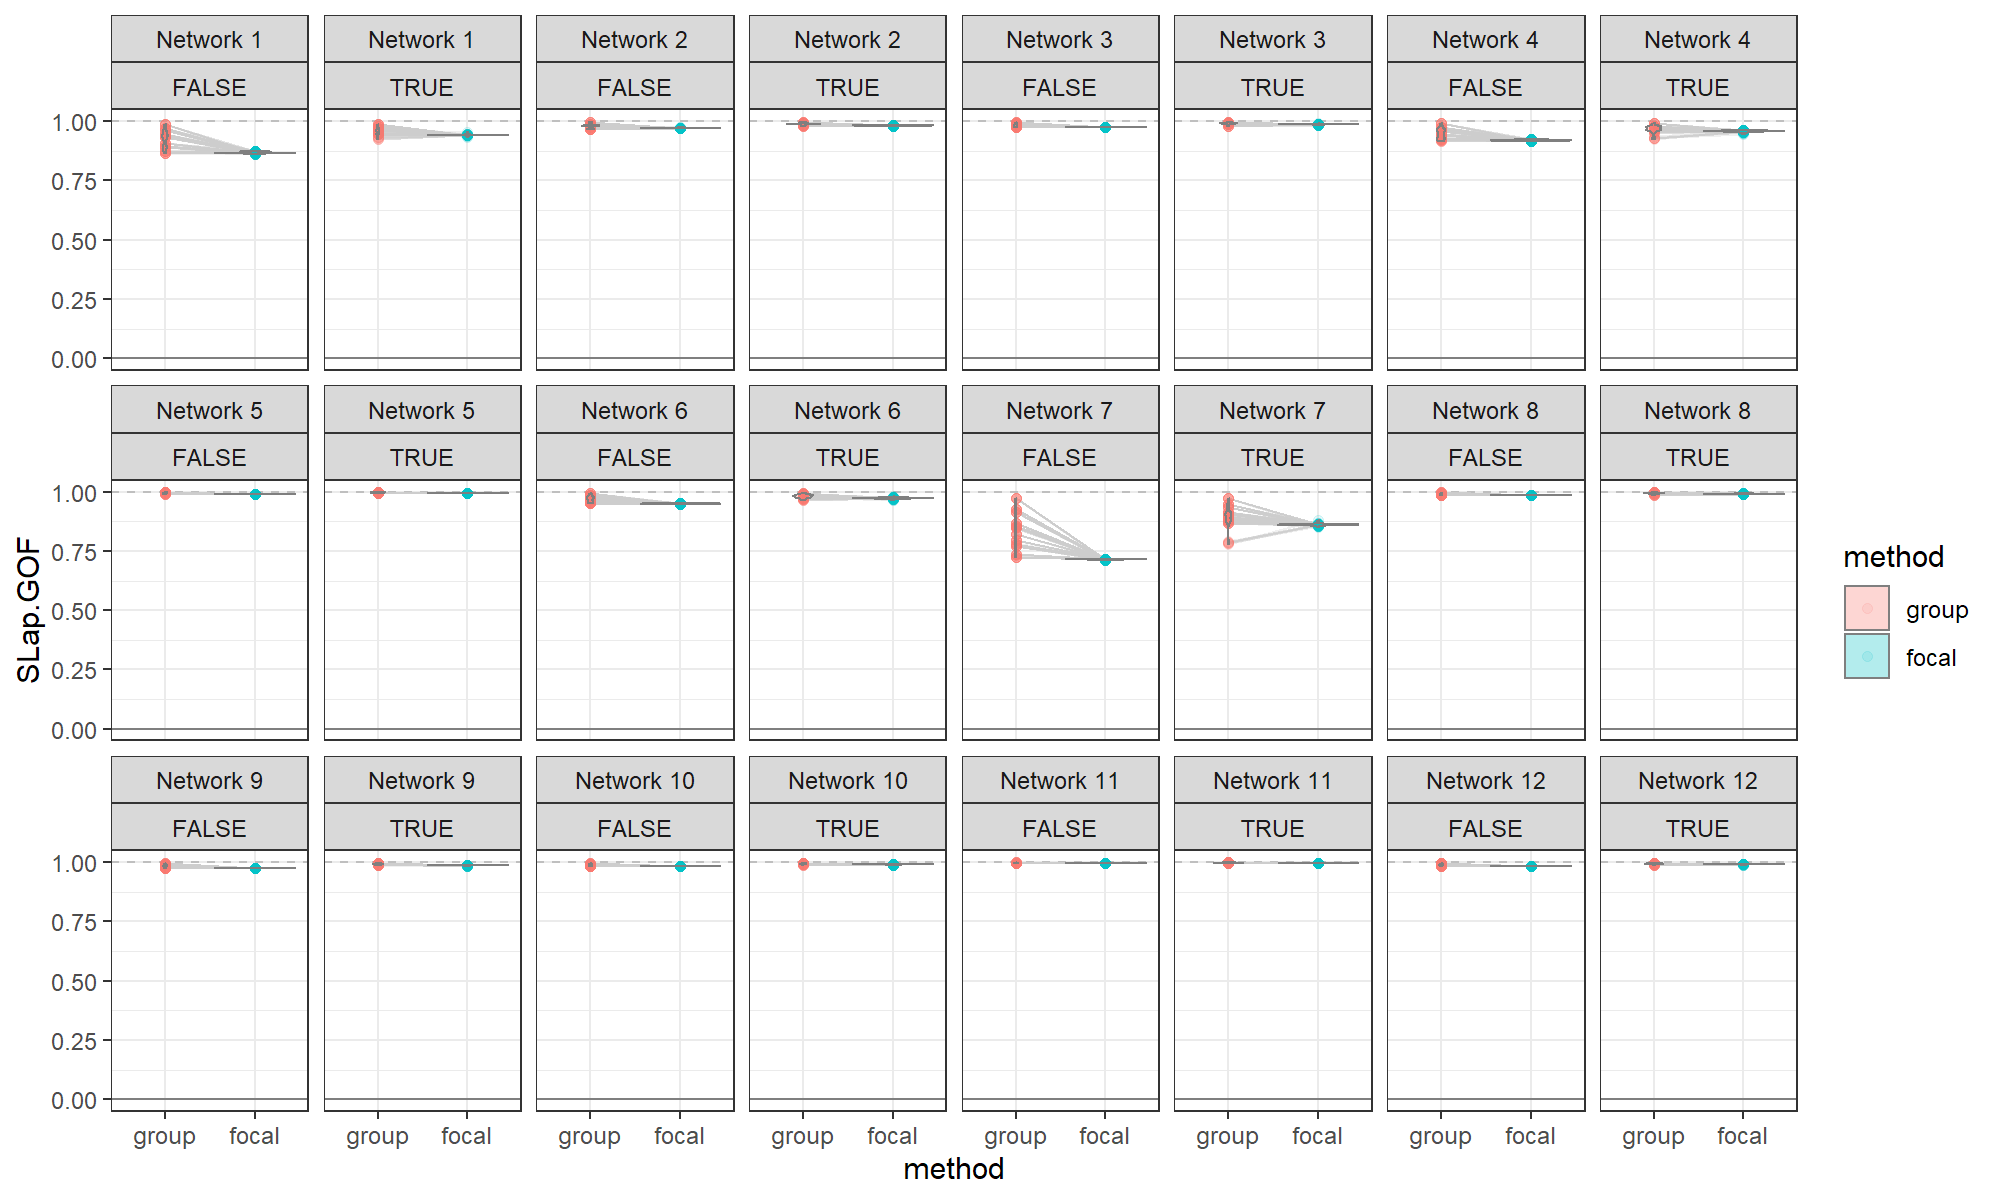 Network 1 Network 1 Network 2 Network 2 Network 3 Network 3 Network 4 Network 4
FALSE TRUE FALSE TRUE FALSE TRUE FALSE TRUE
1.00
0.75
0.50
0.25
0.00
Network 5 Network 5 Network 6 Network 6 Network 7 Network 7 Network 8 Network 8
FALSE TRUE FALSE TRUE FALSE TRUE FALSE TRUE
1.00
0.75
0.50
0.25
0.00
Network 9 Network 9 Network 10 Network 10 Network 11 Network 11 Network 12 Network 12
FALSE TRUE FALSE TRUE FALSE TRUE FALSE TRUE
1.00
0.75
0.50
0.25
0.00
group focal group focal group focal group focal group focal group focal group focal group focal
method
SLap.GOF
method
group
focal